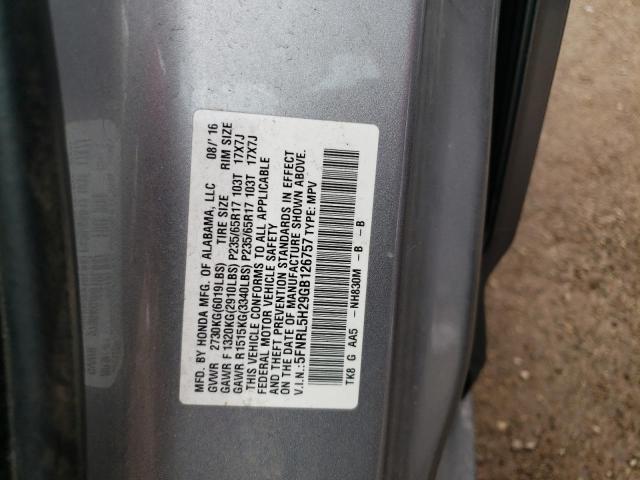 MFD. BY HONDA MFG. OF ALABAMA, LLC 08/'16
GVWR 2730KG(6019LBS) TIRE SIZE RIM SIZE
GAWR F 1320KG(2910LBS) P235/65R17 103T 17X7J
GAWR R 1515KG(3340LBS) P235/65R17 103T 17X7J
THIS VEHICLE CONFORMS TO ALL APPLICABLE
FEDERAL MOTOR VEHICLE SAFETY
AND THEFT PREVENTION STANDARDS IN EFFECT
ON THE DATE OF MANUFACTURE SHOWN ABOVE.
V.I.N.: 5FNRL5H29GB126757 TYPE: MPV
TK8 G AA5 -NH830M -B -B